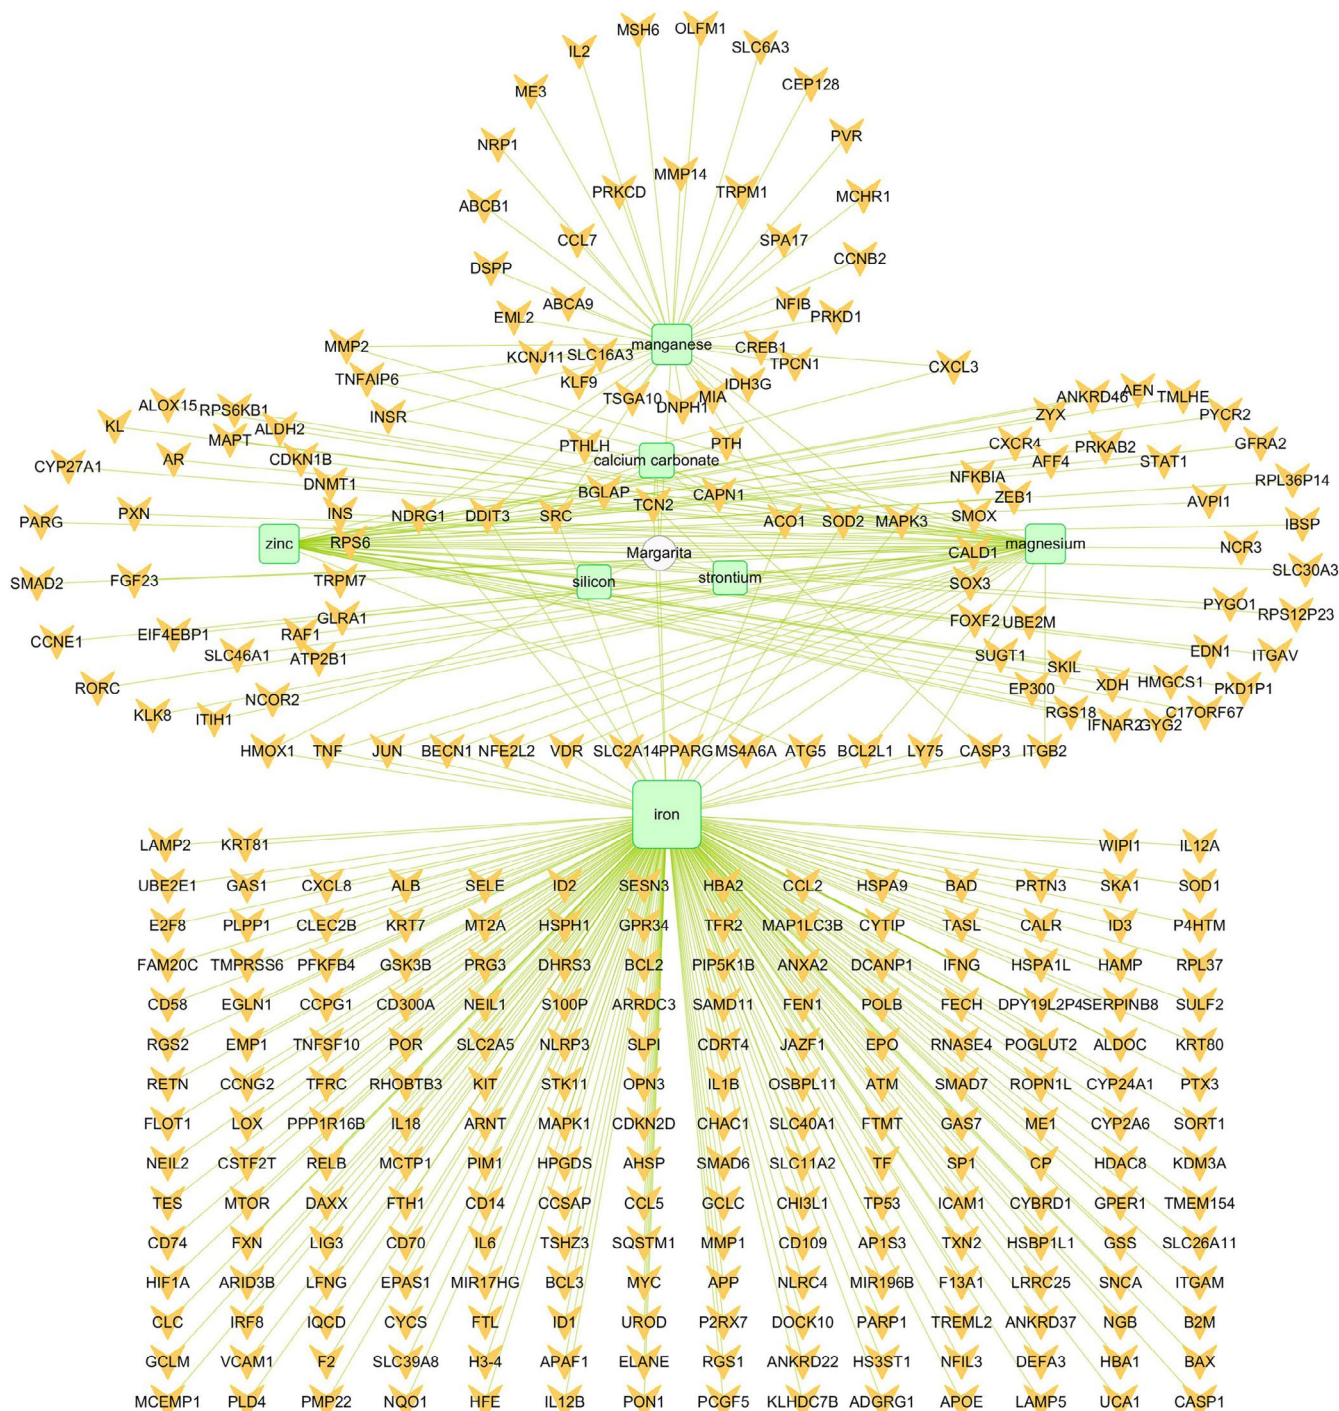 MSH6
OLFM1
IL2
SLC6A3
ME3
CEP128
NRP1
PVR
MMP14
PRKCD
TRPM1
ABCB1
MCHR1
CCL7
SPA17
DSPP
CCNB2
EML2
ABCA9
NFIB
PRKD1
MMP2
KCNJ11
SLC16A3
manganese
CREB1
TPCN1
CXCL3
TNFAIP6
KLF9
IDH3G
INSR
TSGA10
DNPH1
MIA
ALOX15
RPS6KB1
KL
MAPT
ALDH2
ZYX
ANKRD46
AEN
TMLHE
PYCR2
CYP27A1
AR
CDKN1B
PTHLH
PTH
calcium carbonate
CXCR4
PRKAB2
GFRA2
AFF4
STAT1
DNMT1
NFKBIA
RPL36P14
PARG
PXN
INS
NDRG1
DDIT3
SRC
BGLAP
TCN2
CAPN1
ACO1
SOD2
MAPK3
SMOX
ZEB1
AVPI1
IBSP
zinc
RPS6
Margarita
CALD1
magnesium
NCR3
SMAD2
FGF23
TRPM7
silicon
strontium
SOX3
SLC30A3
CCNE1
EIF4EBP1
RAF1
GLRA1
FOXF2
UBE2M
PYGO1
RPS12P23
SLC46A1
ATP2B1
SUGT1
SKIL
EDN1
ITGAV
RORC
NCOR2
EP300
XDH
HMGCS1
PKD1P1
KLK8
ITIH1
RGS18
IFNAR2
GYG2
C17ORF67
HMOX1 TNF JUN BECN1 NFE2L2 VDR SLC2A14 PPARG MS4A6A ATG5 BCL2L1 LY75 CASP3 ITGB2
iron
LAMP2 KRT81 WIPI1 IL12A
UBE2E1 GAS1 CXCL8 ALB SELE ID2 SESN3 HBA2 CCL2 HSPA9 BAD PRTN3 SKA1 SOD1
E2F8 PLPP1 CLEC2B KRT7 MT2A HSPH1 GPR34 TFR2 MAP1LC3B CYTIP TASL CALR ID3 P4HTM
FAM20C TMPRSS6 PFKFB4 GSK3B PRG3 DHRS3 BCL2 PIP5K1B ANXA2 DCANP1 IFNG HSPA1L HAMP RPL37
CD58 EGLN1 CCPG1 CD300A NEIL1 S100P ARRDC3 SAMD11 FEN1 POLB FECH DPY19L2P4 SERPINB8 SULF2
RGS2 EMP1 TNFSF10 POR SLC2A5 NLRP3 SLPI CDRT4 JAZF1 EPO RNASE4 POGLUT2 ALDOC KRT80
RETN CCNG2 TFRC RHOBTB3 KIT STK11 OPN3 IL1B OSBPL11 ATM SMAD7 ROPN1L CYP24A1 PTX3
FLOT1 LOX PPP1R16B IL18 ARNT MAPK1 CDKN2D CHAC1 SLC40A1 FTMT GAS7 ME1 CYP2A6 SORT1
NEIL2 CSTF2T RELB MCTP1 PIM1 HPGDS AHSP SMAD6 SLC11A2 TF SP1 CP HDAC8 KDM3A
TES MTOR DAXX FTH1 CD14 CCSAP CCL5 GCLC CHI3L1 TP53 ICAM1 CYBRD1 GPER1 TMEM154
CD74 FXN LIG3 CD70 IL6 TSHZ3 SQSTM1 MMP1 CD109 AP1S3 TXN2 HSBP1L1 GSS SLC26A11
HIF1A ARID3B LFNG EPAS1 MIR17HG BCL3 MYC APP NLRC4 MIR196B F13A1 LRRC25 SNCA ITGAM
CLC IRF8 IQCD CYCS FTL ID1 UROD P2RX7 DOCK10 PARP1 TREML2 ANKRD37 NGB B2M
GCLM VCAM1 F2 SLC39A8 H3-4 APAF1 ELANE RGS1 ANKRD22 HS3ST1 NFIL3 DEFA3 HBA1 BAX
MCEMP1 PLD4 PMP22 NQO1 HFE IL12B PON1 PCGF5 KLHDC7B ADGRG1 APOE LAMP5 UCA1 CASP1